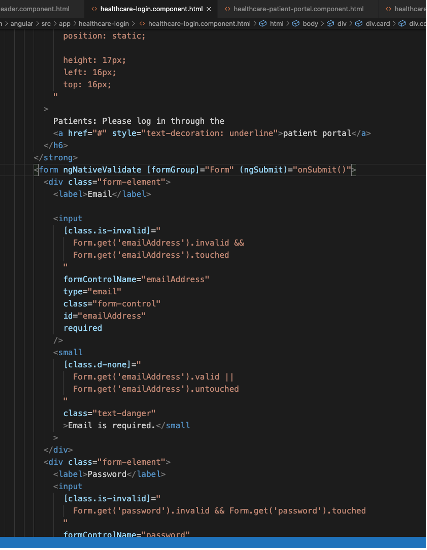 eader.component.html <> healthcare-login.component.html × <> healthcare-patient-portal.component.html <> healthcare
› angular › src › app › healthcare-login › <> healthcare-login.component.html › html › body › div › div.card › div.ca
position: static;
height: 17px;
left: 16px;
top: 16px;
"
>
Patients: Please log in through the
<a href="#" style="text-decoration: underline">patient portal</a>
</h6>
</strong>
<form ngNativeValidate [formGroup]="Form" (ngSubmit)="onSubmit()">
<div class="form-element">
<label>Email</label>
<input
[class.is-invalid]="
Form.get('emailAddress').invalid &&
Form.get('emailAddress').touched
"
formControlName="emailAddress"
type="email"
class="form-control"
id="emailAddress"
required
/>
<small
[class.d-none]="
Form.get('emailAddress').valid ||
Form.get('emailAddress').untouched
"
class="text-danger"
>Email is required.</small
>
</div>
<div class="form-element">
<label>Password</label>
<input
[class.is-invalid]="
Form.get('password').invalid && Form.get('password').touched
"
formControlName="password"